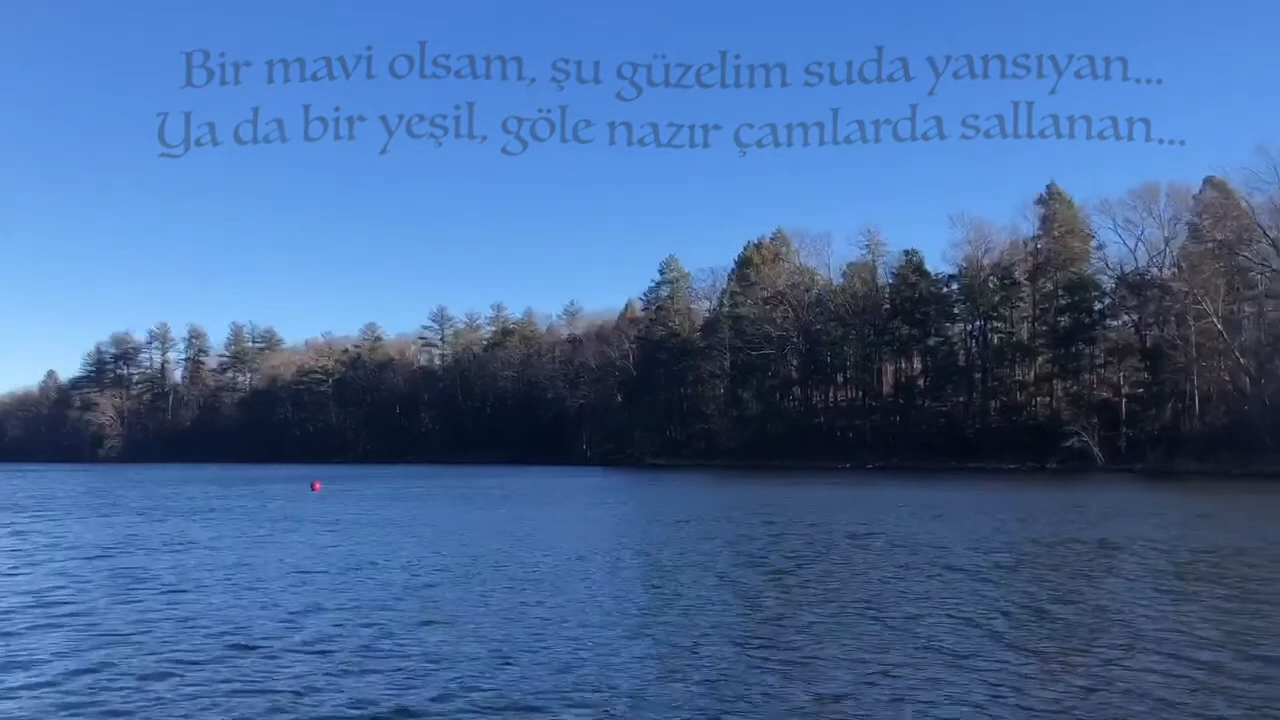 Bir mavi olsam, şu güzelim suda yansıyan...
Ya da bir yeşil, göle nazır çamlarda sallanan...